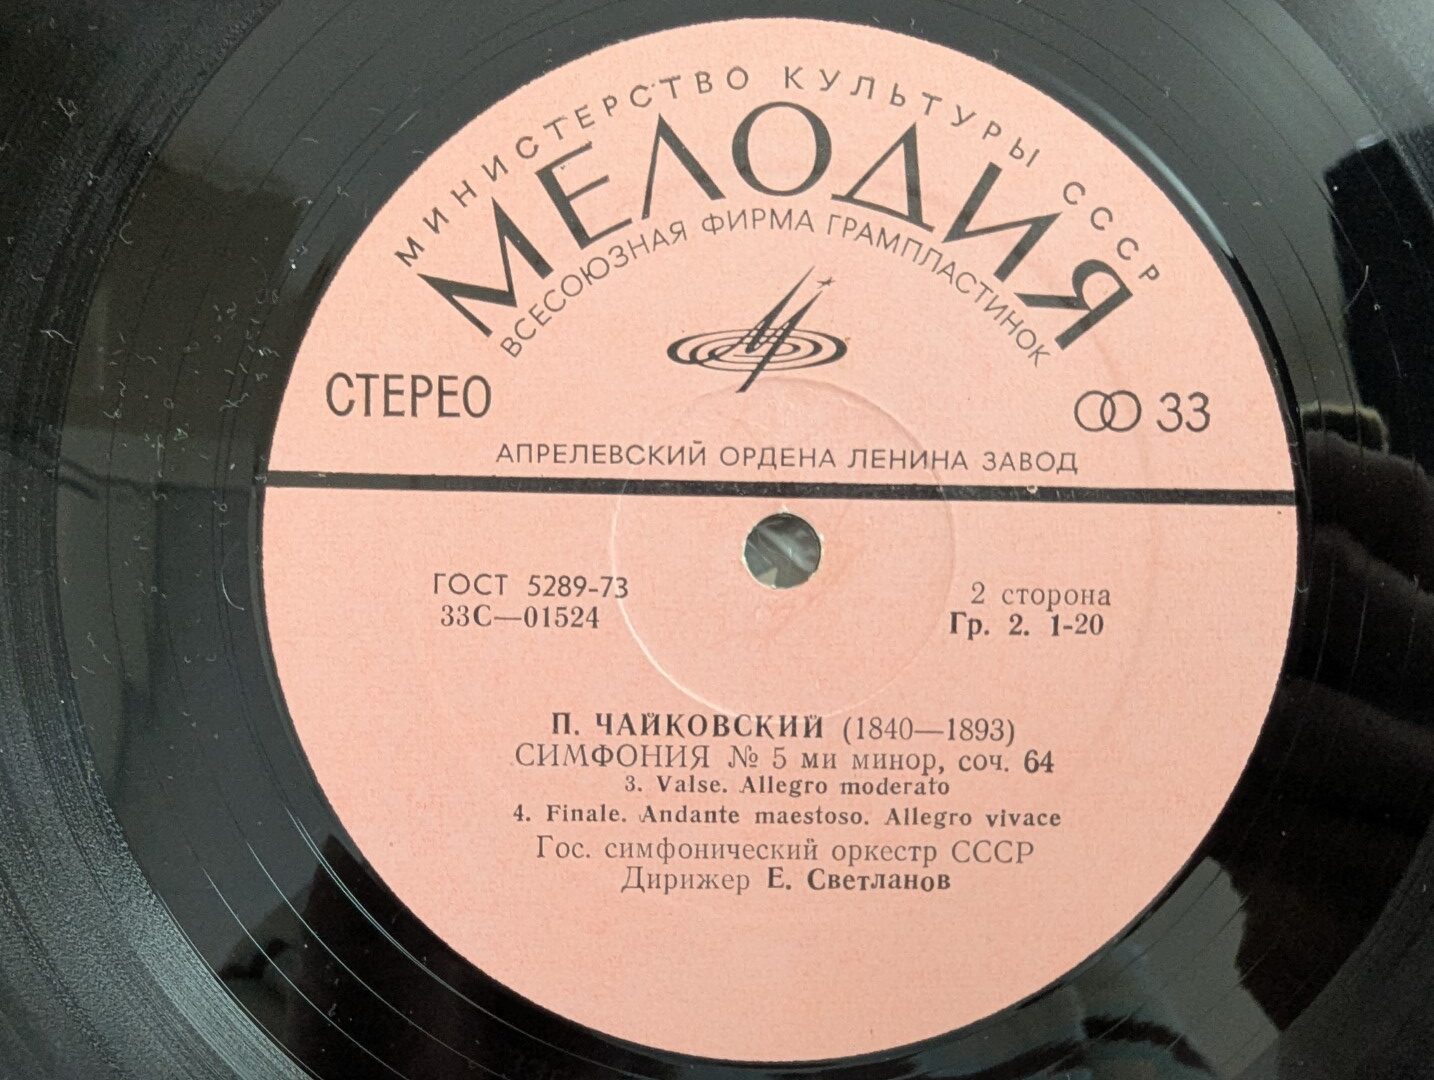 МИНИСТЕРСТВО КУЛЬТУРЫ СССР
МЕЛОДИЯ
ВСЕСОЮЗНАЯ ФИРМА ГРАМПЛАСТИНОК
СТЕРЕО
33
АПРЕЛЕВСКИЙ ОРДЕНА ЛЕНИНА ЗАВОД
ГОСТ 5289-73
33С—01524
2 сторона
Гр. 2. 1-20
П. ЧАЙКОВСКИЙ (1840—1893)
СИМФОНИЯ № 5 ми минор, соч. 64
3. Valse. Allegro moderato
4. Finale. Andante maestoso. Allegro vivace
Гос. симфонический оркестр СССР
Дирижер Е. Светланов